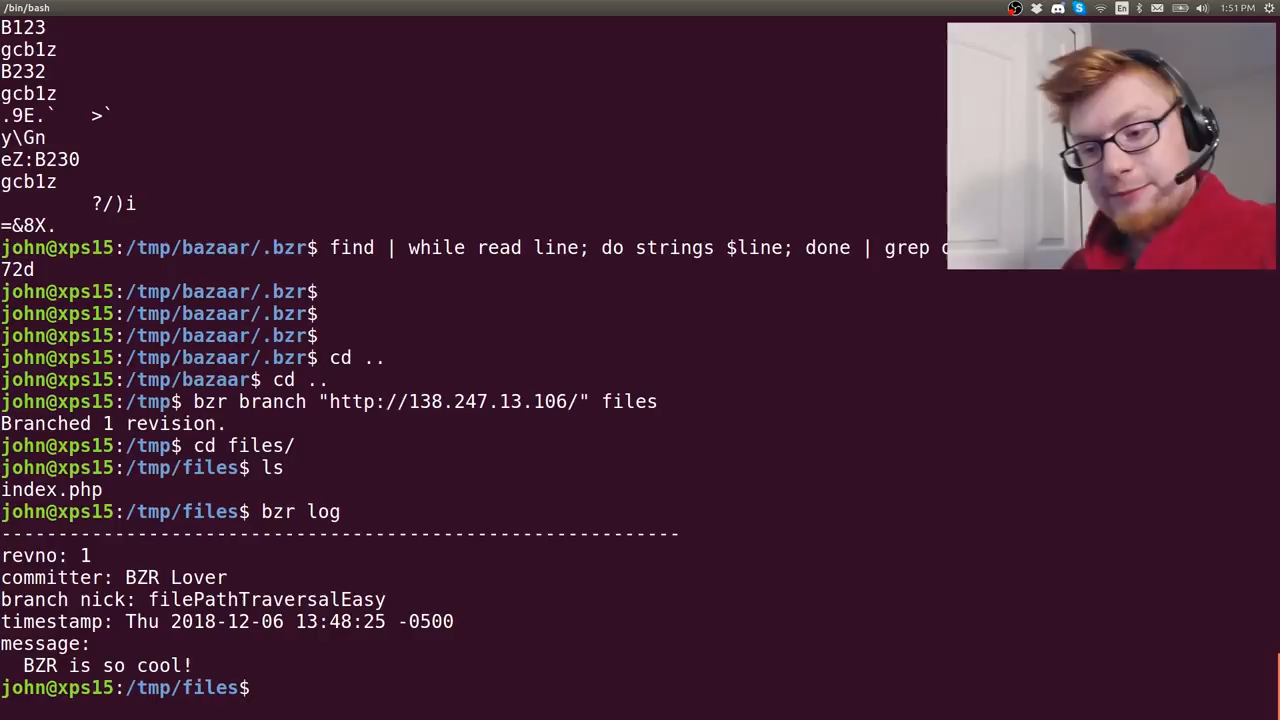 /bin/bash
En
1:51 PM
B123
gcb1z
B232
gcb1z
.9E.` >`
y\Gn
eZ:B230
gcb1z
?/)i
=&8X.
john@xps15:/tmp/bazaar/.bzr$ find | while read line; do strings $line; done | grep
72d
john@xps15:/tmp/bazaar/.bzr$
john@xps15:/tmp/bazaar/.bzr$
john@xps15:/tmp/bazaar/.bzr$
john@xps15:/tmp/bazaar/.bzr$ cd ..
john@xps15:/tmp/bazaar$ cd ..
john@xps15:/tmp$ bzr branch "http://138.247.13.106/" files
Branched 1 revision.
john@xps15:/tmp$ cd files/
john@xps15:/tmp/files$ ls
index.php
john@xps15:/tmp/files$ bzr log
------------------------------------------------------------
revno: 1
committer: BZR Lover
branch nick: filePathTraversalEasy
timestamp: Thu 2018-12-06 13:48:25 -0500
message:
  BZR is so cool!
john@xps15:/tmp/files$